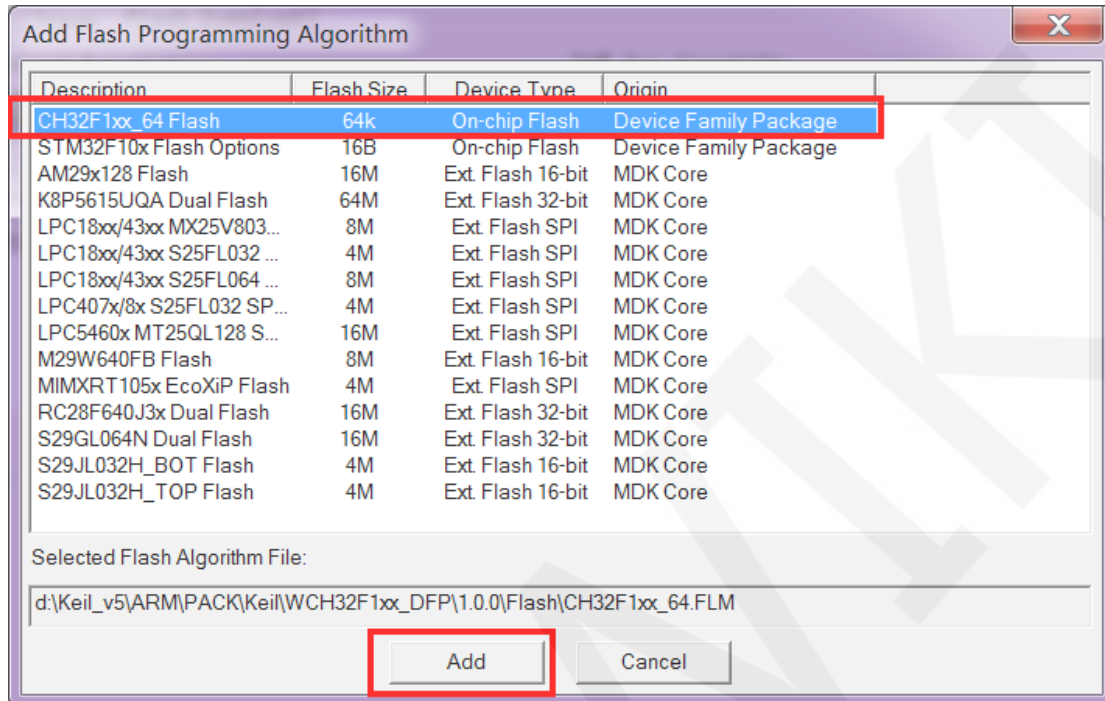 Add Flash Programming Algorithm
X
Description Flash Size Device Type Origin
CH32F1xx_64 Flash 64k On-chip Flash Device Family Package
STM32F10x Flash Options 16B On-chip Flash Device Family Package
AM29x128 Flash 16M Ext. Flash 16-bit MDK Core
K8P5615UQA Dual Flash 64M Ext. Flash 32-bit MDK Core
LPC18xx/43xx MX25V803... 8M Ext. Flash SPI MDK Core
LPC18xx/43xx S25FL032 ... 4M Ext. Flash SPI MDK Core
LPC18xx/43xx S25FL064 ... 8M Ext. Flash SPI MDK Core
LPC407x/8x S25FL032 SP... 4M Ext. Flash SPI MDK Core
LPC5460x MT25QL128 S... 16M Ext. Flash SPI MDK Core
M29W640FB Flash 8M Ext. Flash 16-bit MDK Core
MIMXRT105x EcoXiP Flash 4M Ext. Flash SPI MDK Core
RC28F640J3x Dual Flash 16M Ext. Flash 32-bit MDK Core
S29GL064N Dual Flash 16M Ext. Flash 32-bit MDK Core
S29JL032H_BOT Flash 4M Ext. Flash 16-bit MDK Core
S29JL032H_TOP Flash 4M Ext. Flash 16-bit MDK Core
Selected Flash Algorithm File:
d:\Keil_v5\ARM\PACK\Keil\WCH32F1xx_DFP\1.0.0\Flash\CH32F1xx_64.FLM
Add Cancel